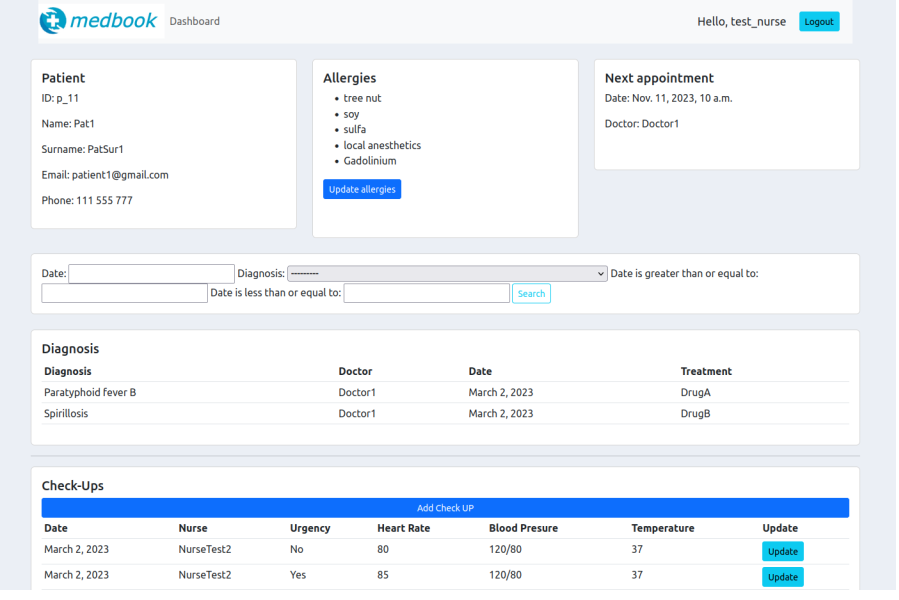 medbook Dashboard Hello, test_nurse Logout
Patient
ID: p_11
Name: Pat1
Surname: PatSur1
Email: patient1@gmail.com
Phone: 111 555 777
Allergies
• tree nut
• soy
• sulfa
• local anesthetics
• Gadolinium
Update allergies
Next appointment
Date: Nov. 11, 2023, 10 a.m.
Doctor: Doctor1
Date: Diagnosis: --------- Date is greater than or equal to:
Date is less than or equal to: Search
Diagnosis
Diagnosis Doctor Date Treatment
Paratyphoid fever B Doctor1 March 2, 2023 DrugA
Spirillosis Doctor1 March 2, 2023 DrugB
Check-Ups
Add Check UP
Date Nurse Urgency Heart Rate Blood Presure Temperature Update
March 2, 2023 NurseTest2 No 80 120/80 37 Update
March 2, 2023 NurseTest2 Yes 85 120/80 37 Update